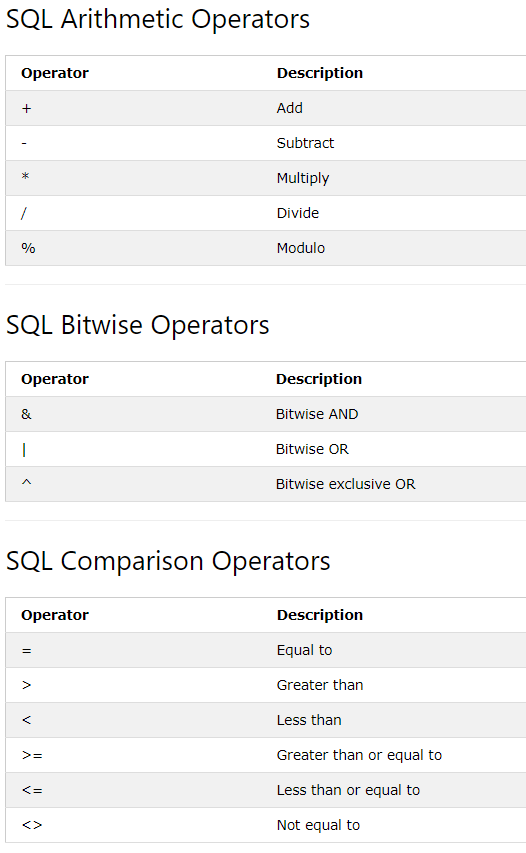 SQL Arithmetic Operators
Operator Description
+ Add
- Subtract
* Multiply
/ Divide
% Modulo
SQL Bitwise Operators
Operator Description
& Bitwise AND
| Bitwise OR
^ Bitwise exclusive OR
SQL Comparison Operators
Operator Description
= Equal to
> Greater than
< Less than
>= Greater than or equal to
<= Less than or equal to
<> Not equal to